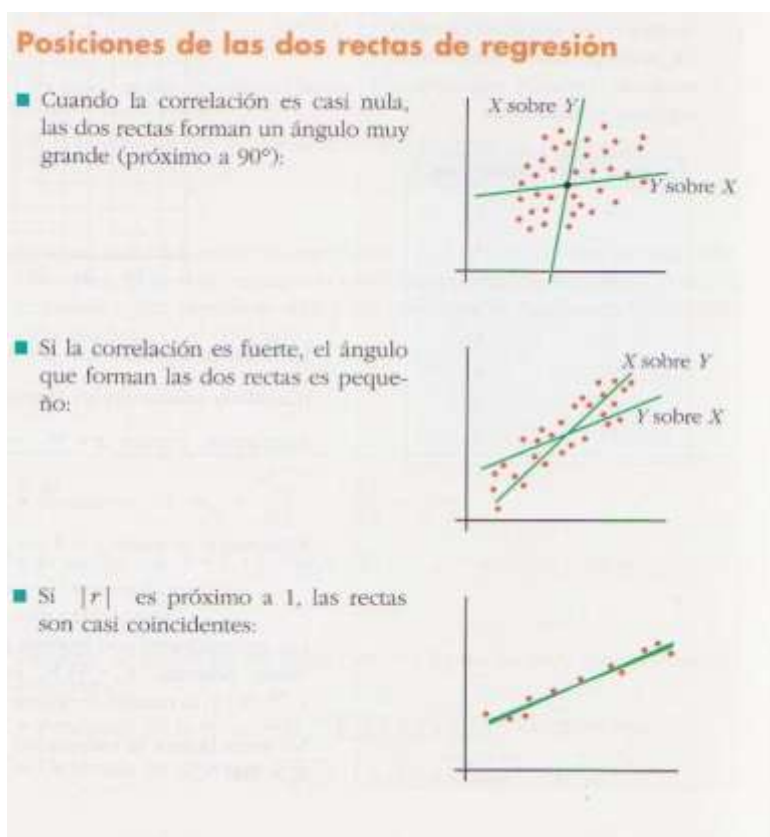 Posiciones de las dos rectas de regresión
■ Cuando la correlación es casi nula,
las dos rectas forman un ángulo muy
grande (próximo a 90°):
X sobre Y
Y sobre X
■ Si la correlación es fuerte, el ángulo
que forman las dos rectas es peque-
ño:
X sobre Y
Y sobre X
■ Si |r| es próximo a 1, las rectas
son casi coincidentes: